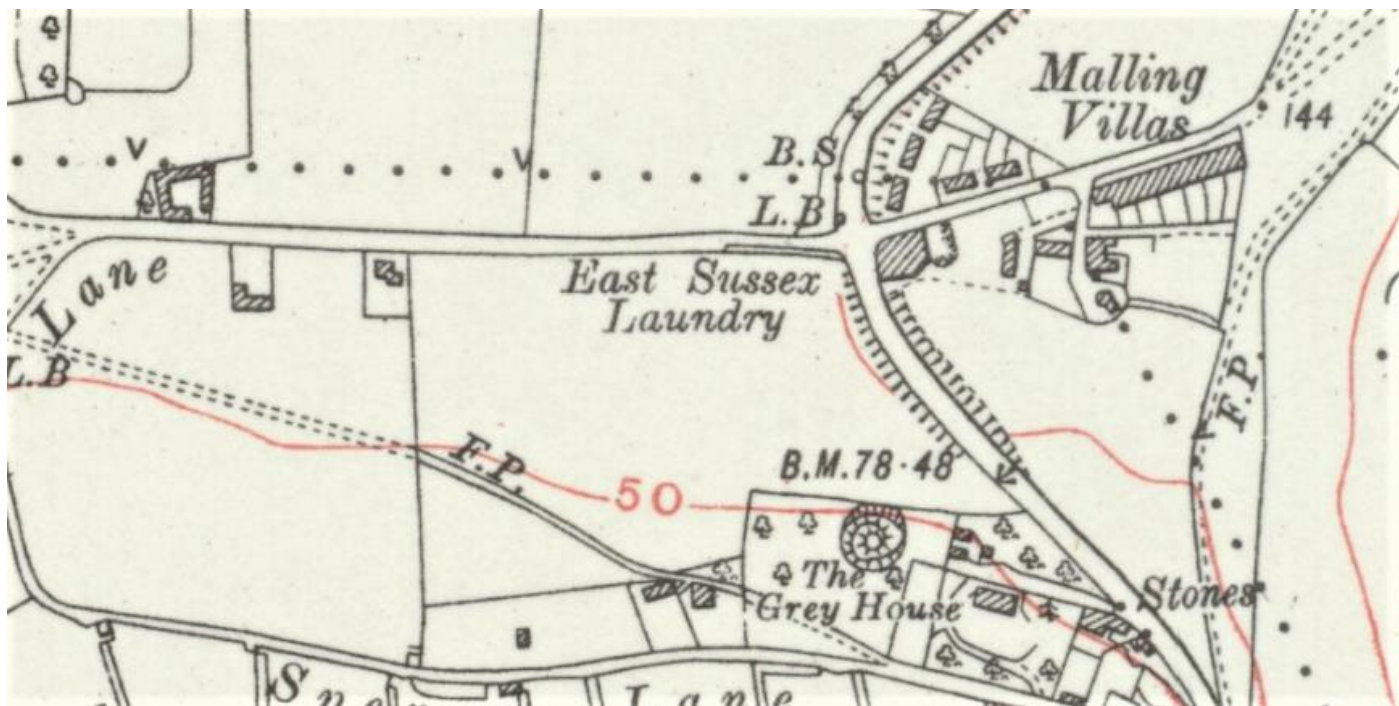 Malling
Villas
144
V
V
B.S
L.B
Lane
East Sussex
Laundry
L.B
F.P
F.P.
B.M.78·48
50
The
Grey House
Stones
Lane